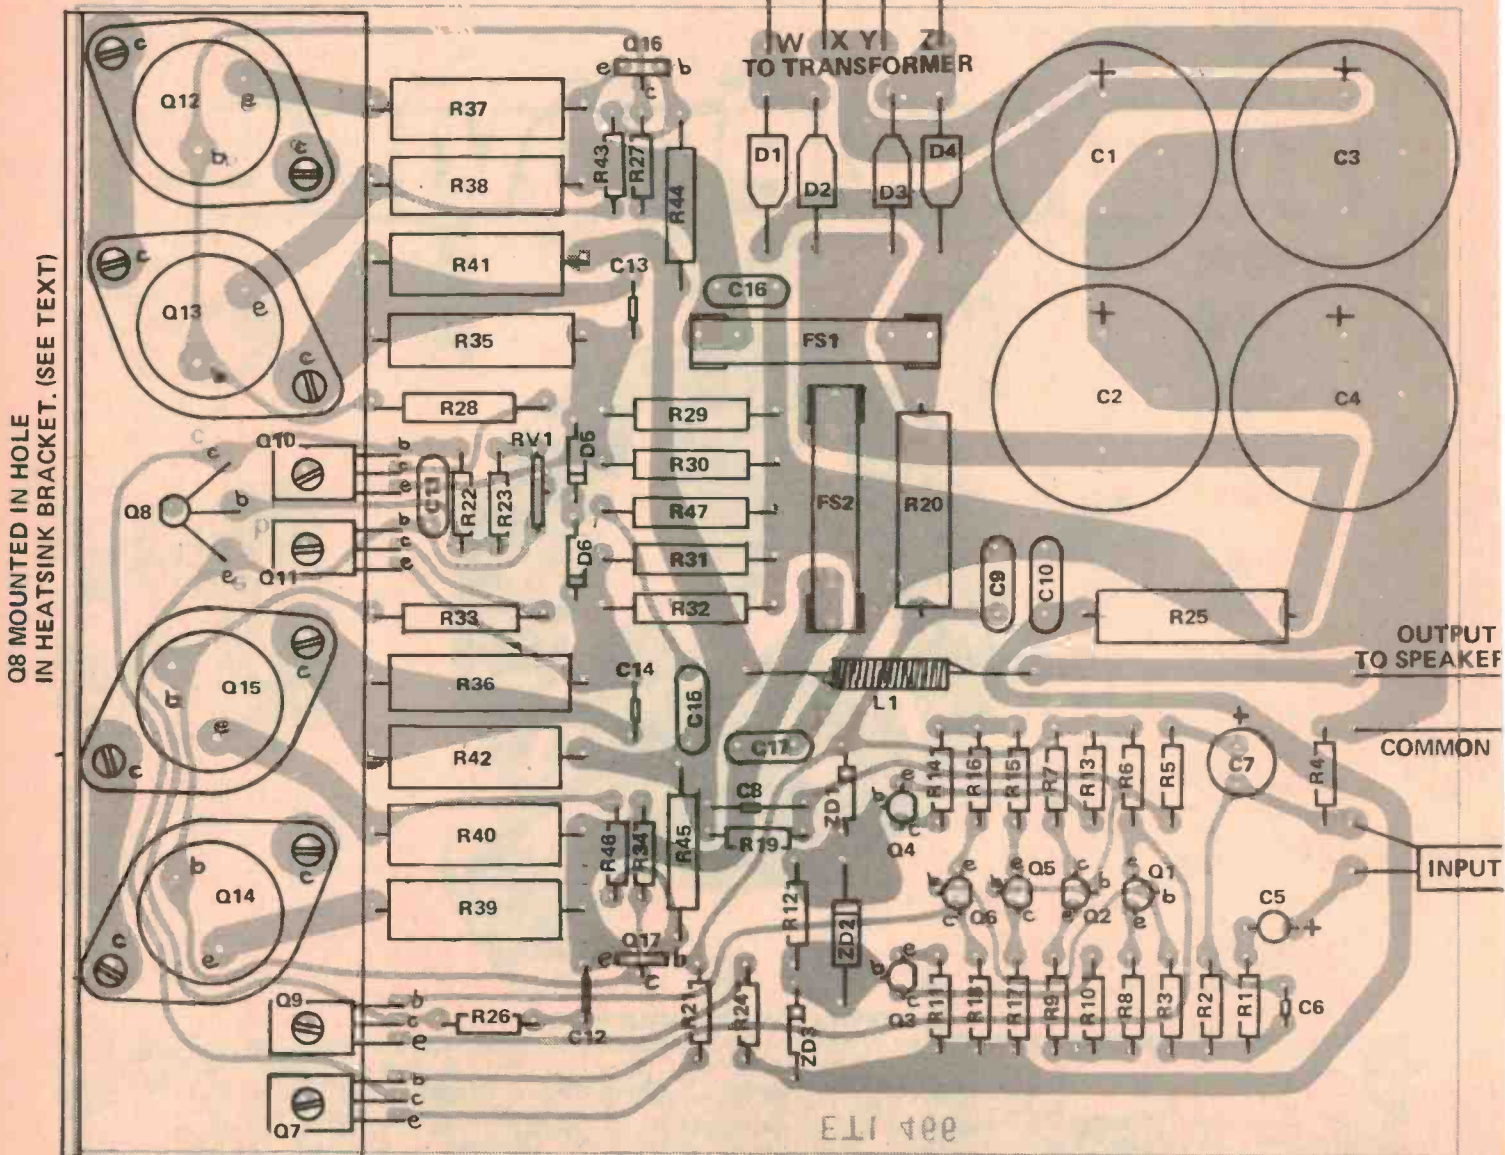 Q8 MOUNTED IN HOLE
IN HEATSINK BRACKET. (SEE TEXT)
W X Y Z
TO TRANSFORMER
Q16
e b
c
c
Q12
e
b
c
R37
R38
R43
R27
R44
D1
D2
D3
D4
+
C1
+
C3
c
Q13
e
c
R41
C13
R35
C16
FS1
+
C2
+
C4
R28
RV1
D5
R29
c
c
Q10
b
c
e
C11
R22
R23
R30
FS2
R20
Q8
b
R47
Q11
b
c
e
e
D6
R31
C9
C10
R33
R32
R25
OUTPUT
TO SPEAKER
c
Q15
b
e
c
R36
C14
C15
L1
R42
C17
COMMON
+
C7
R4
R14
R16
R15
R7
R13
R6
R5
C8
ZD1
e
b
c
Q4
R40
R34
R45
R19
c
b
Q14
e
c
R39
INPUT
Q6
Q5
Q2
Q1
C5
+
R12
ZD2
Q17
e b
c
b
Q3
R11
R18
R17
R9
R10
R8
R3
R2
R1
C6
Q9
b
c
e
R26
C12
R21
R24
ZD3
b
c
e
Q7
ETI 466